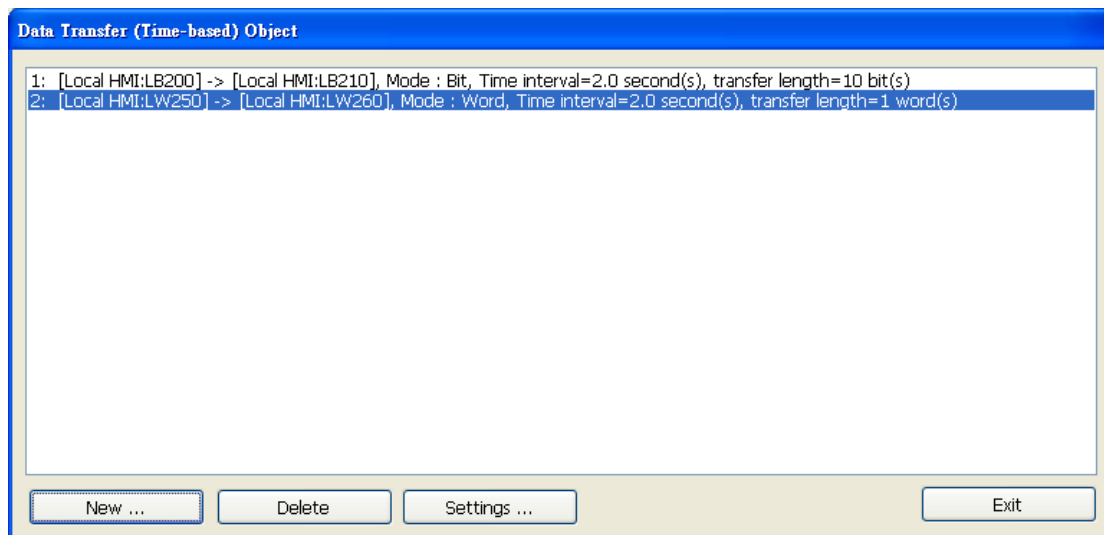 Data Transfer (Time-based) Object
1: [Local HMI:LB200] -> [Local HMI:LB210], Mode : Bit, Time interval=2.0 second(s), transfer length=10 bit(s)
2: [Local HMI:LW250] -> [Local HMI:LW260], Mode : Word, Time interval=2.0 second(s), transfer length=1 word(s)
New ... Delete Settings ... Exit